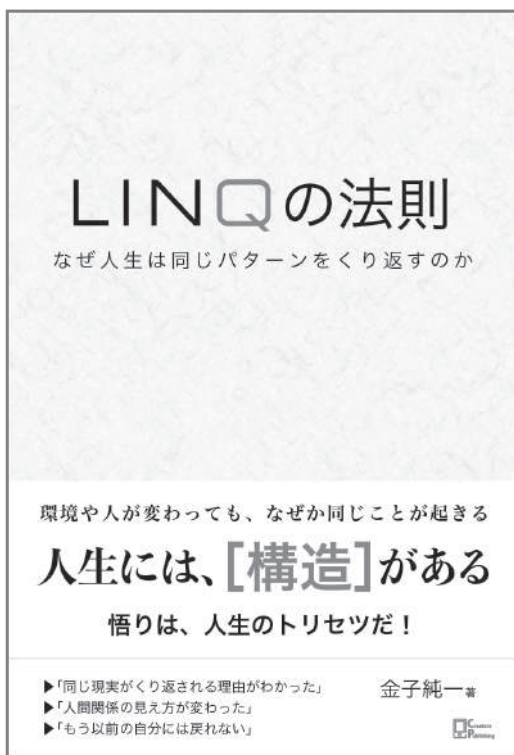 LINQの法則
なぜ人生は同じパターンをくり返すのか
環境や人が変わっても、なぜか同じことが起きる
人生には、[構造]がある
悟りは、人生のトリセツだ！
▶「同じ現実がくり返される理由がわかった」
▶「人間関係の見え方が変わった」
▶「もう以前の自分には戻れない」
金子純一 著
Creators
Publishing